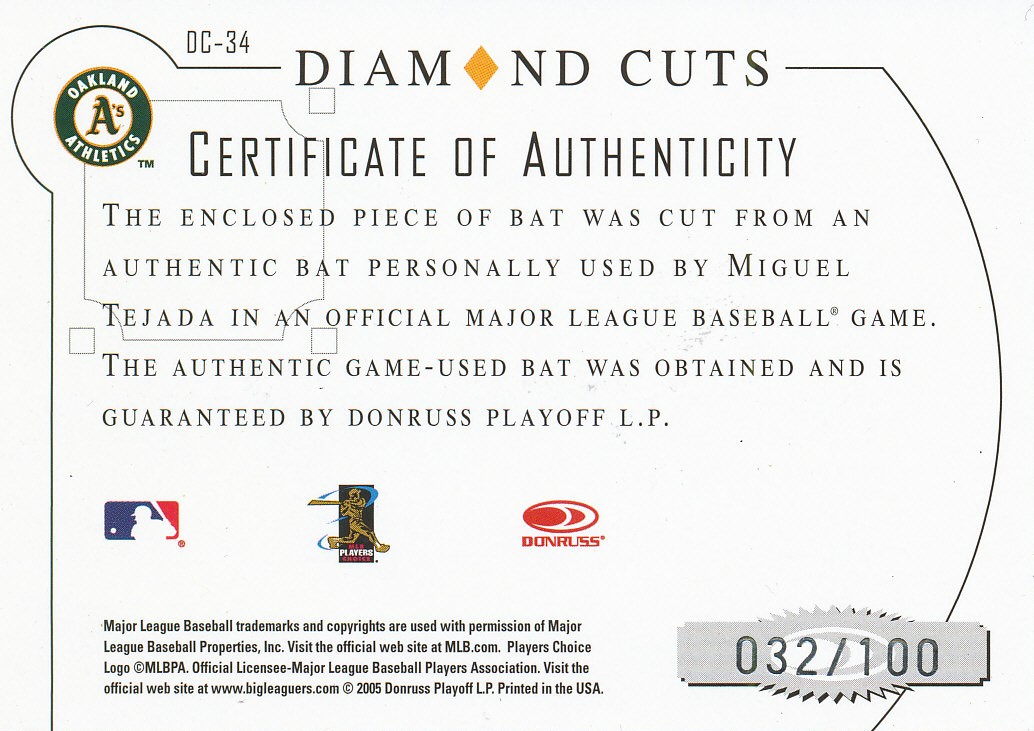 DC-34
DIAM ND CUTS
OAKLAND
A's
ATHLETICS
TM
CERTIFICATE OF AUTHENTICITY
THE ENCLOSED PIECE OF BAT WAS CUT FROM AN
AUTHENTIC BAT PERSONALLY USED BY MIGUEL
TEJADA IN AN OFFICIAL MAJOR LEAGUE BASEBALL® GAME.
THE AUTHENTIC GAME-USED BAT WAS OBTAINED AND IS
GUARANTEED BY DONRUSS PLAYOFF L.P.
MLB
PLAYERS
CHOICE
DONRUSS®
Major League Baseball trademarks and copyrights are used with permission of Major
League Baseball Properties, Inc. Visit the official web site at MLB.com. Players Choice
Logo ©MLBPA. Official Licensee-Major League Baseball Players Association. Visit the
official web site at www.bigleaguers.com © 2005 Donruss Playoff L.P. Printed in the USA.
032/100